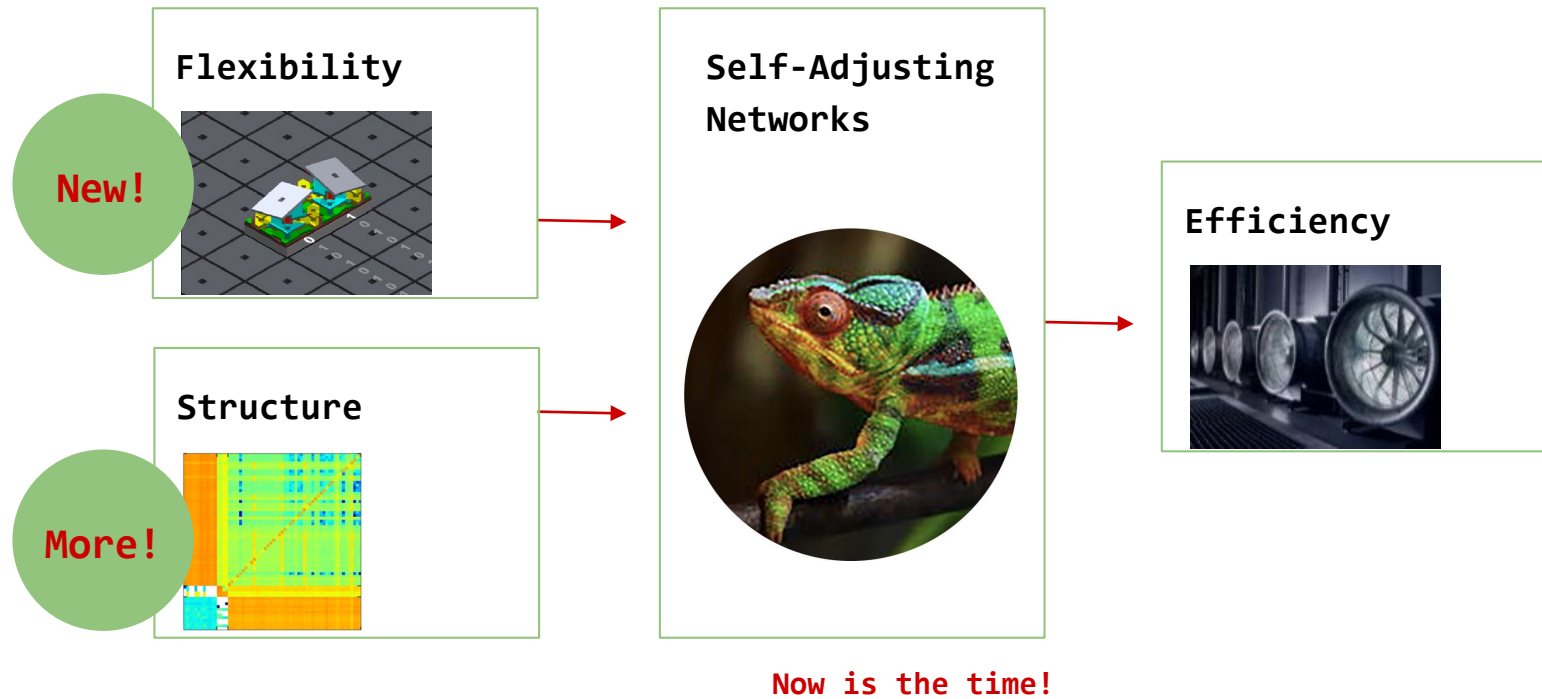 Flexibility
New!
Self-Adjusting
Networks
Efficiency
Structure
More!
Now is the time!